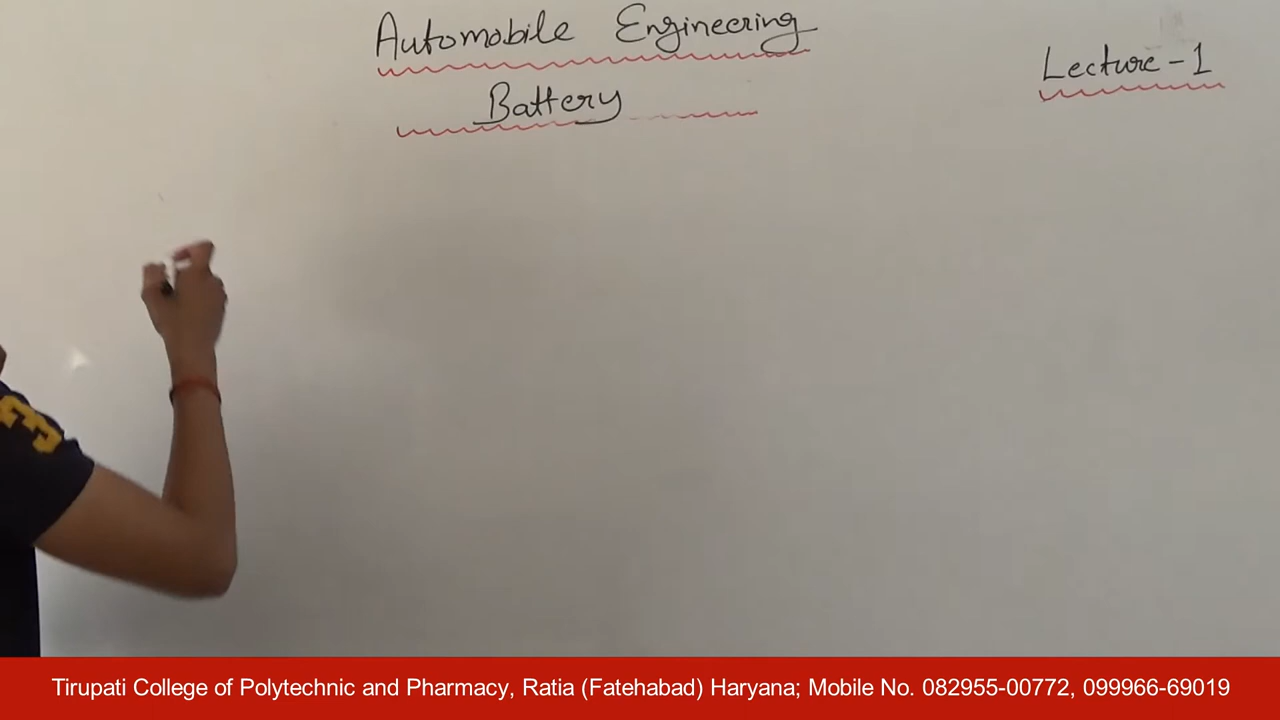 Automobile Engineering
Lecture - 1
Battery
3
Tirupati College of Polytechnic and Pharmacy, Ratia (Fatehabad) Haryana; Mobile No. 082955-00772, 099966-69019